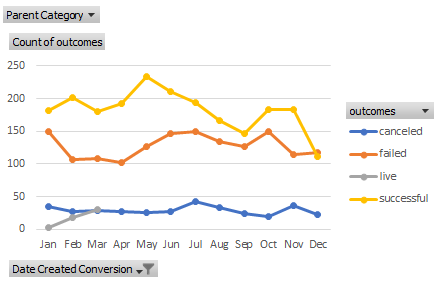 Parent Category
Count of outcomes
250
200
150
100
50
0
Jan Feb Mar Apr May Jun Jul Aug Sep Oct Nov Dec
outcomes
canceled
failed
live
successful
Date Created Conversion